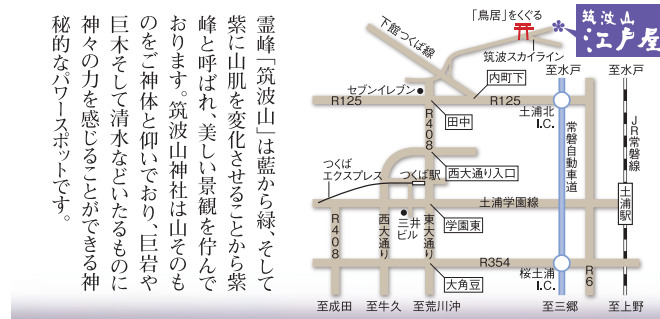 霊峰「筑波山」は藍から緑、そして
紫に山肌を変化させることから紫
峰と呼ばれ、美しい景観を佇んで
おります。筑波山神社は山そのも
のをご神体と仰いでおり、巨岩や
巨木そして清水などいたるものに
神々の力を感じることができる神
秘的なパワースポットです。
「鳥居」をくぐる
筑波山
江戸屋
下館つくば線
筑波スカイライン
至水戸
至水戸
セブンイレブン
内町下
R125
R125
田中
土浦北
I.C.
R408
常磐自動車道
JR常磐線
つくば
エクスプレス
つくば駅
西大通り入口
土浦駅
土浦学園線
R408
西大通り
三井
ビル
東大通り
学園東
R354
大角豆
桜土浦
I.C.
R6
至成田
至牛久
至荒川沖
至三郷
至上野